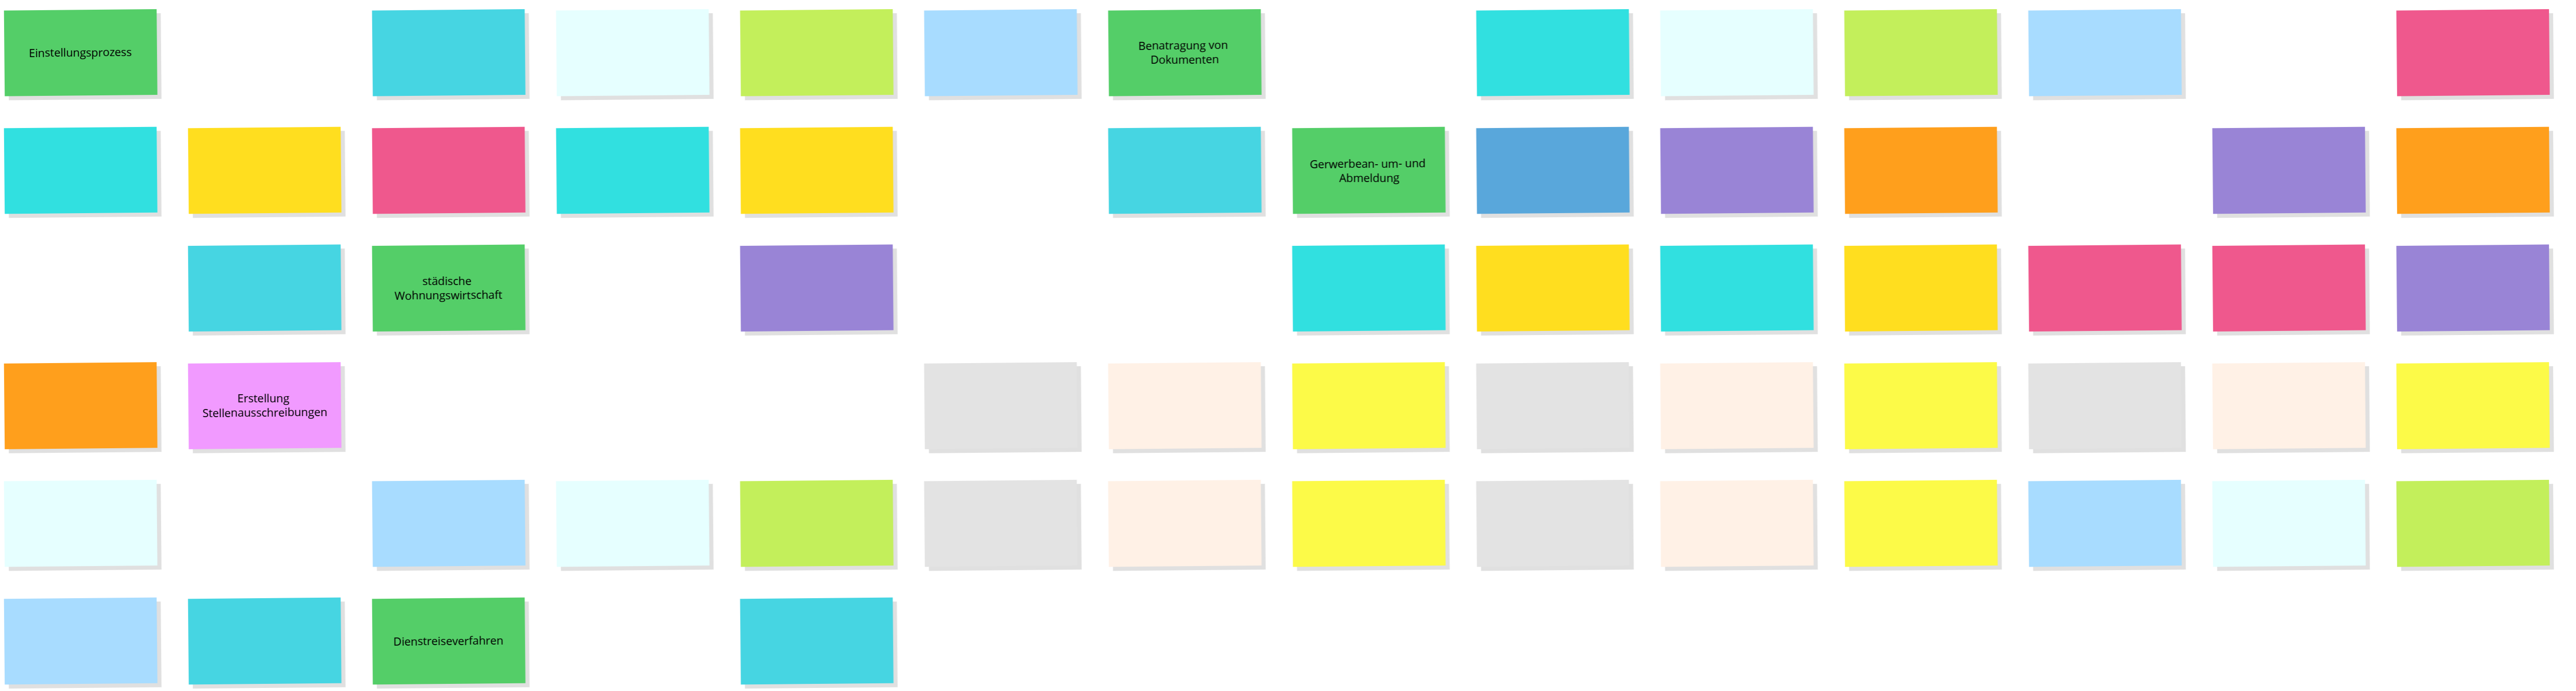 Einstellungsprozess
Benatragung von
Dokumenten
Gerwerbean- um- und
Abmeldung
städische
Wohnungswirtschaft
Erstellung
Stellenausschreibungen
Dienstreiseverfahren